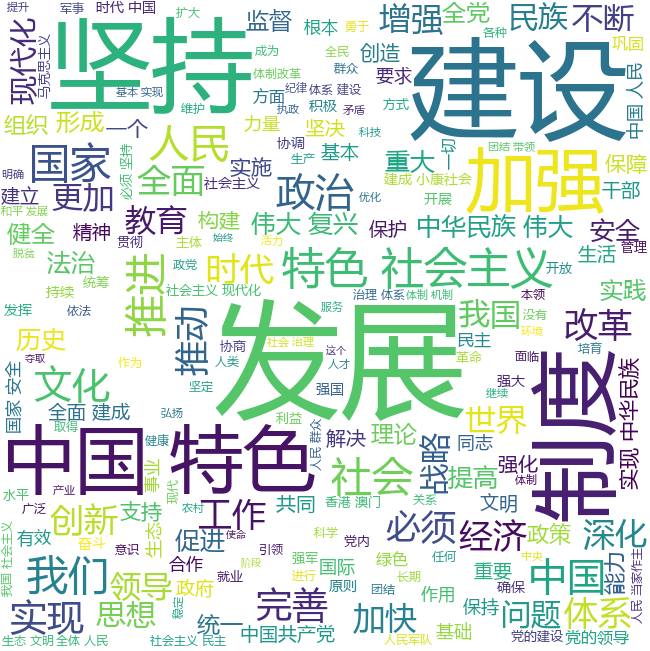 提升
军事
时代 中国
扩大
坚持
监督
增强
全党
民族
不断
现代化
马克思主义
成为
根本
创造
勇于
全民
各种
巩固
建设
体制改革
群众
要求
基本 实现
纪律
体系 建设
方面
组织
形成
一个
维护
执政
积极
矛盾
方式
中国 人民
力量
坚决
科技
人民
国家
协调
基本
重大
一切
团结 带领
必须 坚持
全面
实施
生产
加强
保障
明确
建立
更加
社会主义
政治
优化
建成 小康社会
干部
和平 发展
教育
构建
伟大 复兴
保护
开展
中华民族 伟大
安全
健全
精神
贯彻
主体
始终
活力
管理
脱贫
法治
推进
时代
特色 社会主义
开放
生活
持续
统筹
政党
社会主义 现代化
治理 体系
体制 机制
本领
实践
发挥
依法
推动
发展
服务
我国
没有
改革
历史
协商
社会 治理
民主
环境
夺取
作为
人类
这个
革命
面临
培育
制度
国家 安全
文化
坚定
人才
强大
继续
中华民族
全面 建成
弘扬
强国
战略
世界
取得
利益
中国 特色
健康
人民 群众
解决
理论
同志
社会
提高
强化
体制
实现
水平
产业
事业
现代
农村
工作
共同
香港 澳门
关系
文明
广泛
创新
支持
使命
科学
必须
经济
政策
深化
我国 社会主义
有效
奋斗
生态
促进
意识
引领
强军
党内
绿色
任何
中央
我们
合作
阶段
进行
国际
长期
重要
中国
能力
人民 当家作主
领导
政府
就业
完善
原则
团结
作用
确保
实现
思想
稳定
统一
加快
保持
问题
体系
中国共产党
基础
党的建设
党的领导
生态 文明
全体 人民
社会主义 民主
人民军队